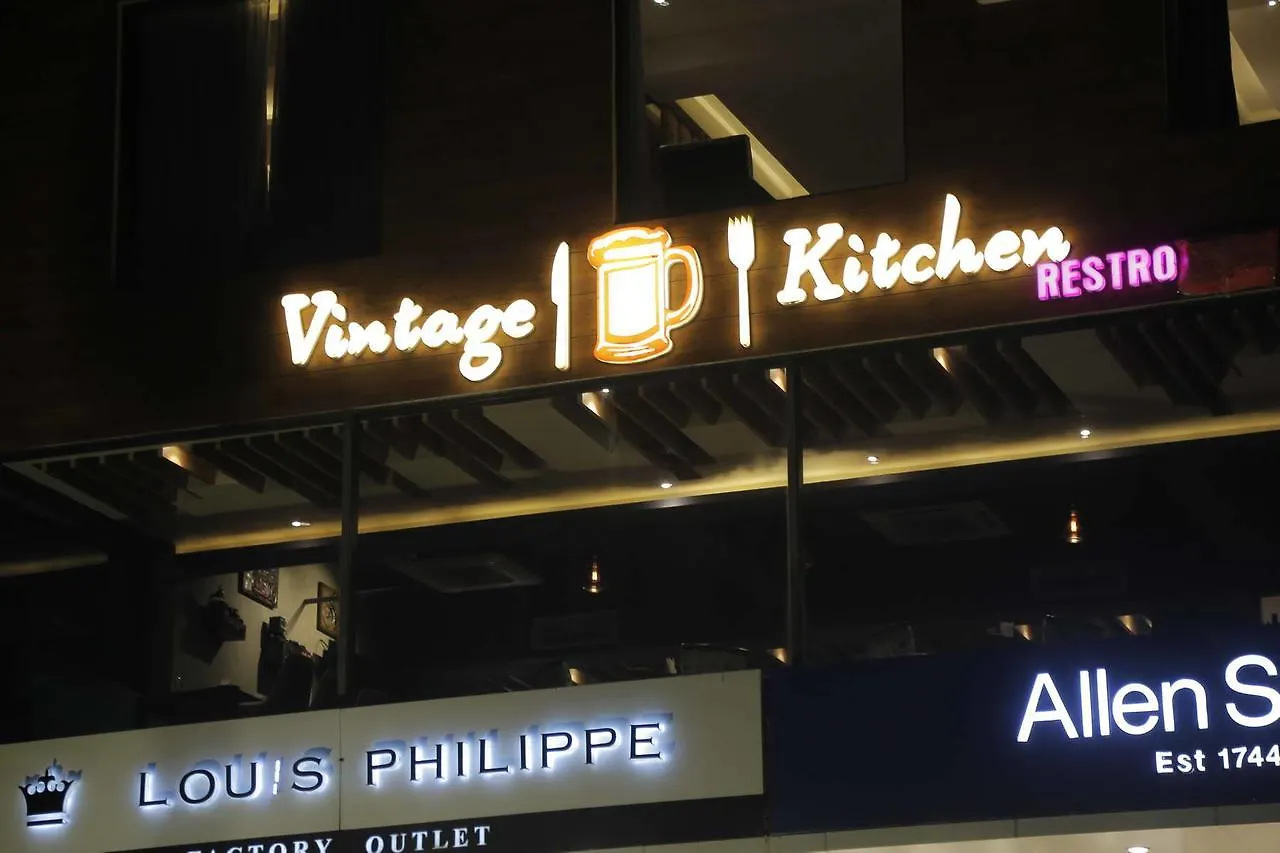 Vintage Kitchen
RESTRO
LOUIS PHILIPPE
FACTORY OUTLET
Allen S
Est 1744